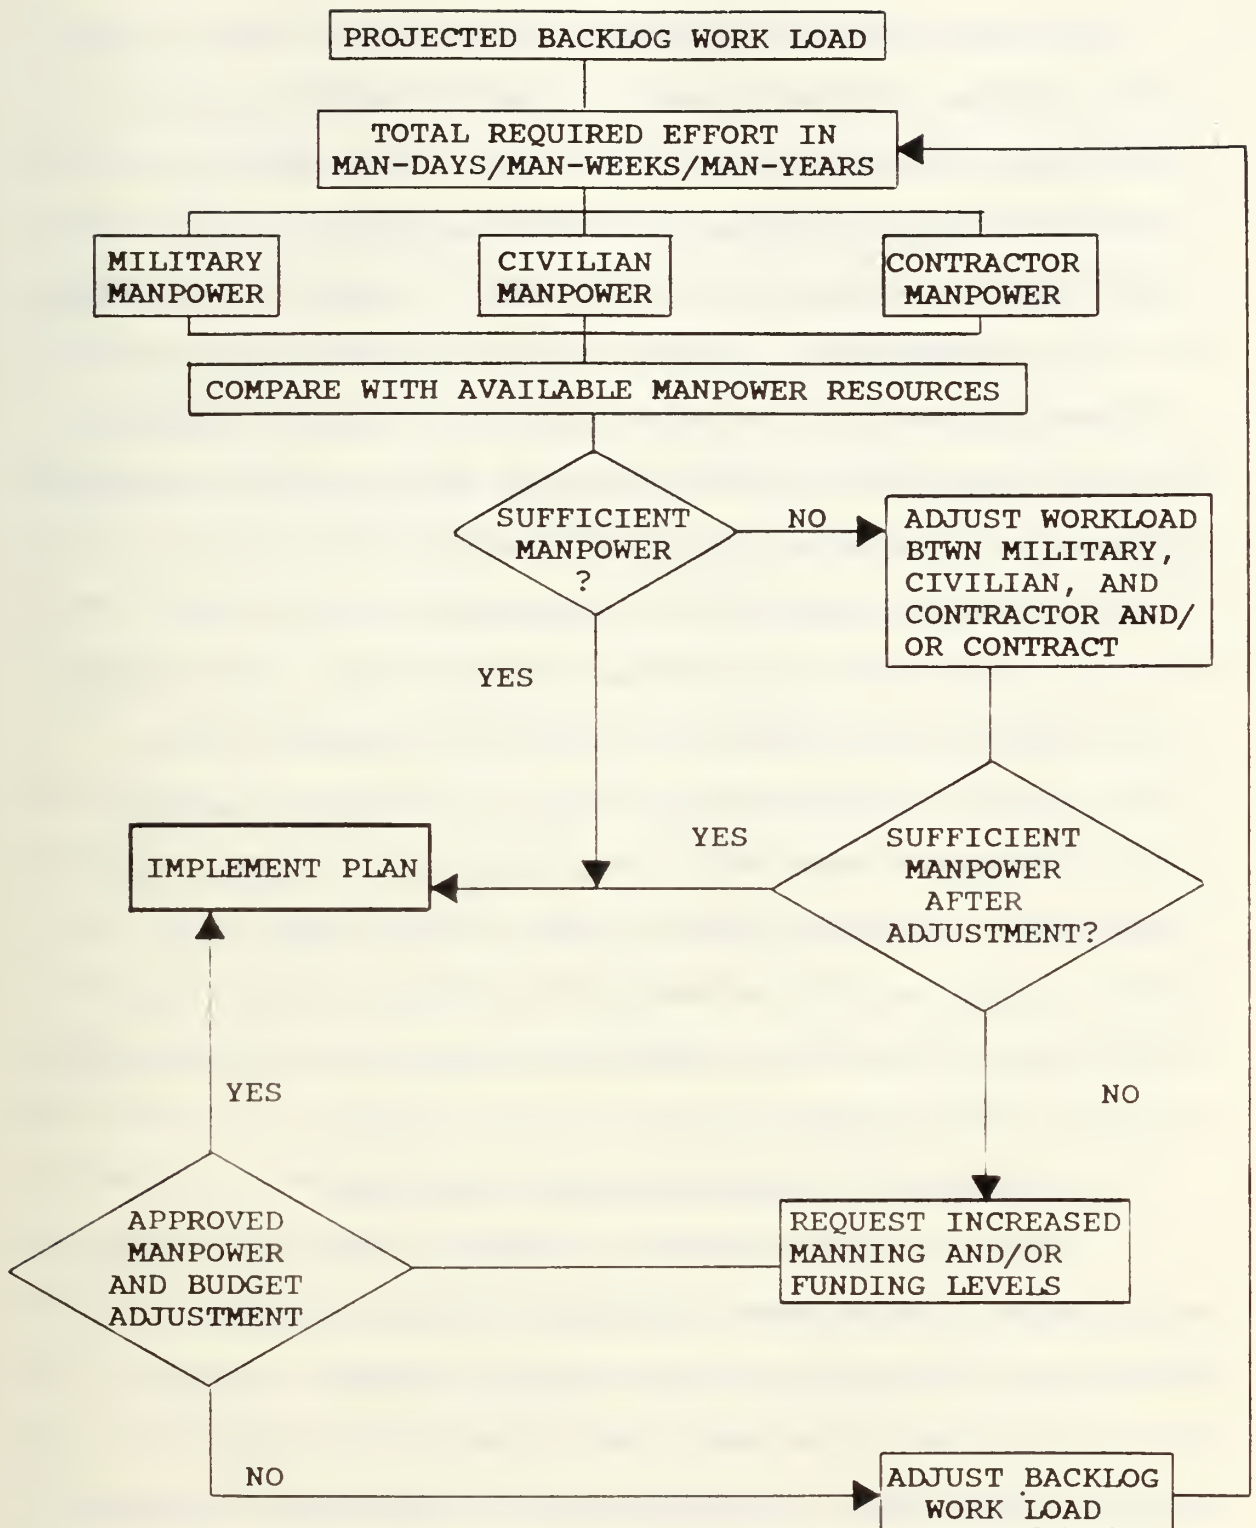 PROJECTED BACKLOG WORK LOAD
TOTAL REQUIRED EFFORT IN
MAN-DAYS/MAN-WEEKS/MAN-YEARS
MILITARY
MANPOWER
CIVILIAN
MANPOWER
CONTRACTOR
MANPOWER
COMPARE WITH AVAILABLE MANPOWER RESOURCES
SUFFICIENT
MANPOWER
?
NO
ADJUST WORKLOAD
BTWN MILITARY,
CIVILIAN, AND
CONTRACTOR AND/
OR CONTRACT
YES
IMPLEMENT PLAN
YES
SUFFICIENT
MANPOWER
AFTER
ADJUSTMENT?
YES
NO
APPROVED
MANPOWER
AND BUDGET
ADJUSTMENT
REQUEST INCREASED
MANNING AND/OR
FUNDING LEVELS
NO
ADJUST BACKLOG
WORK LOAD